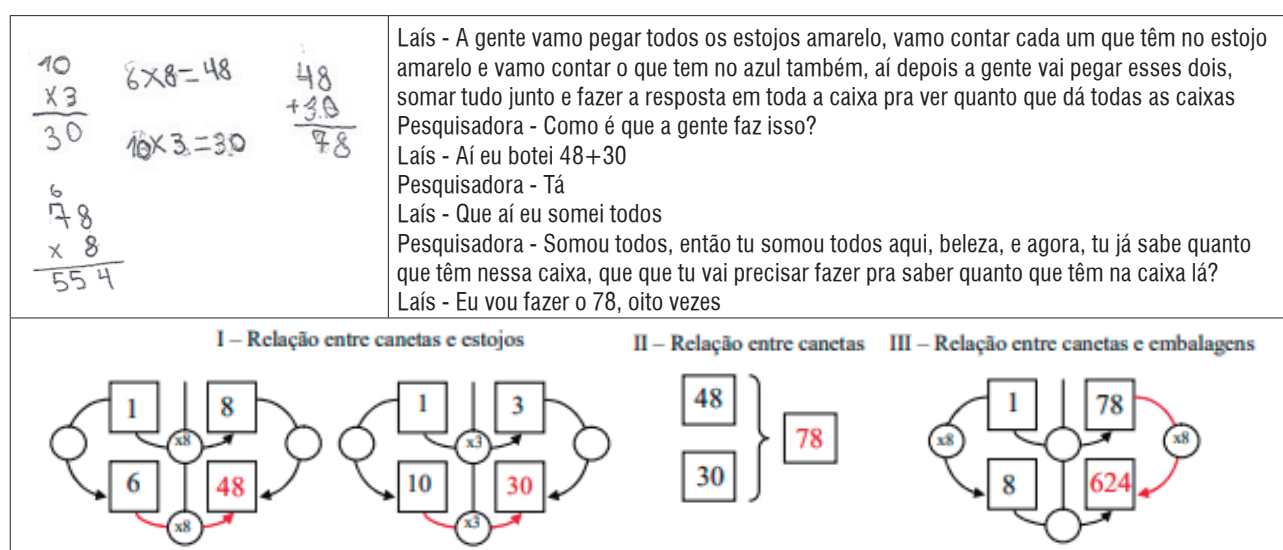 10
x3
30
6x8=48
10x3=30
48
+30
78
6
78
x 8
554
Laís - A gente vamo pegar todos os estojos amarelo, vamo contar cada um que têm no estojo
amarelo e vamo contar o que tem no azul também, aí depois a gente vai pegar esses dois,
somar tudo junto e fazer a resposta em toda a caixa pra ver quanto que dá todas as caixas
Pesquisadora - Como é que a gente faz isso?
Laís - Aí eu botei 48+30
Pesquisadora - Tá
Laís - Que aí eu somei todos
Pesquisadora - Somou todos, então tu somou todos aqui, beleza, e agora, tu já sabe quanto
que têm nessa caixa, que que tu vai precisar fazer pra saber quanto que têm na caixa lá?
Laís - Eu vou fazer o 78, oito vezes
I – Relação entre canetas e estojos
1 8
x8
6 48
x8
1 3
x3
10 30
x3
II – Relação entre canetas
48
30
78
III – Relação entre canetas e embalagens
1 78
x8 x8
8 624